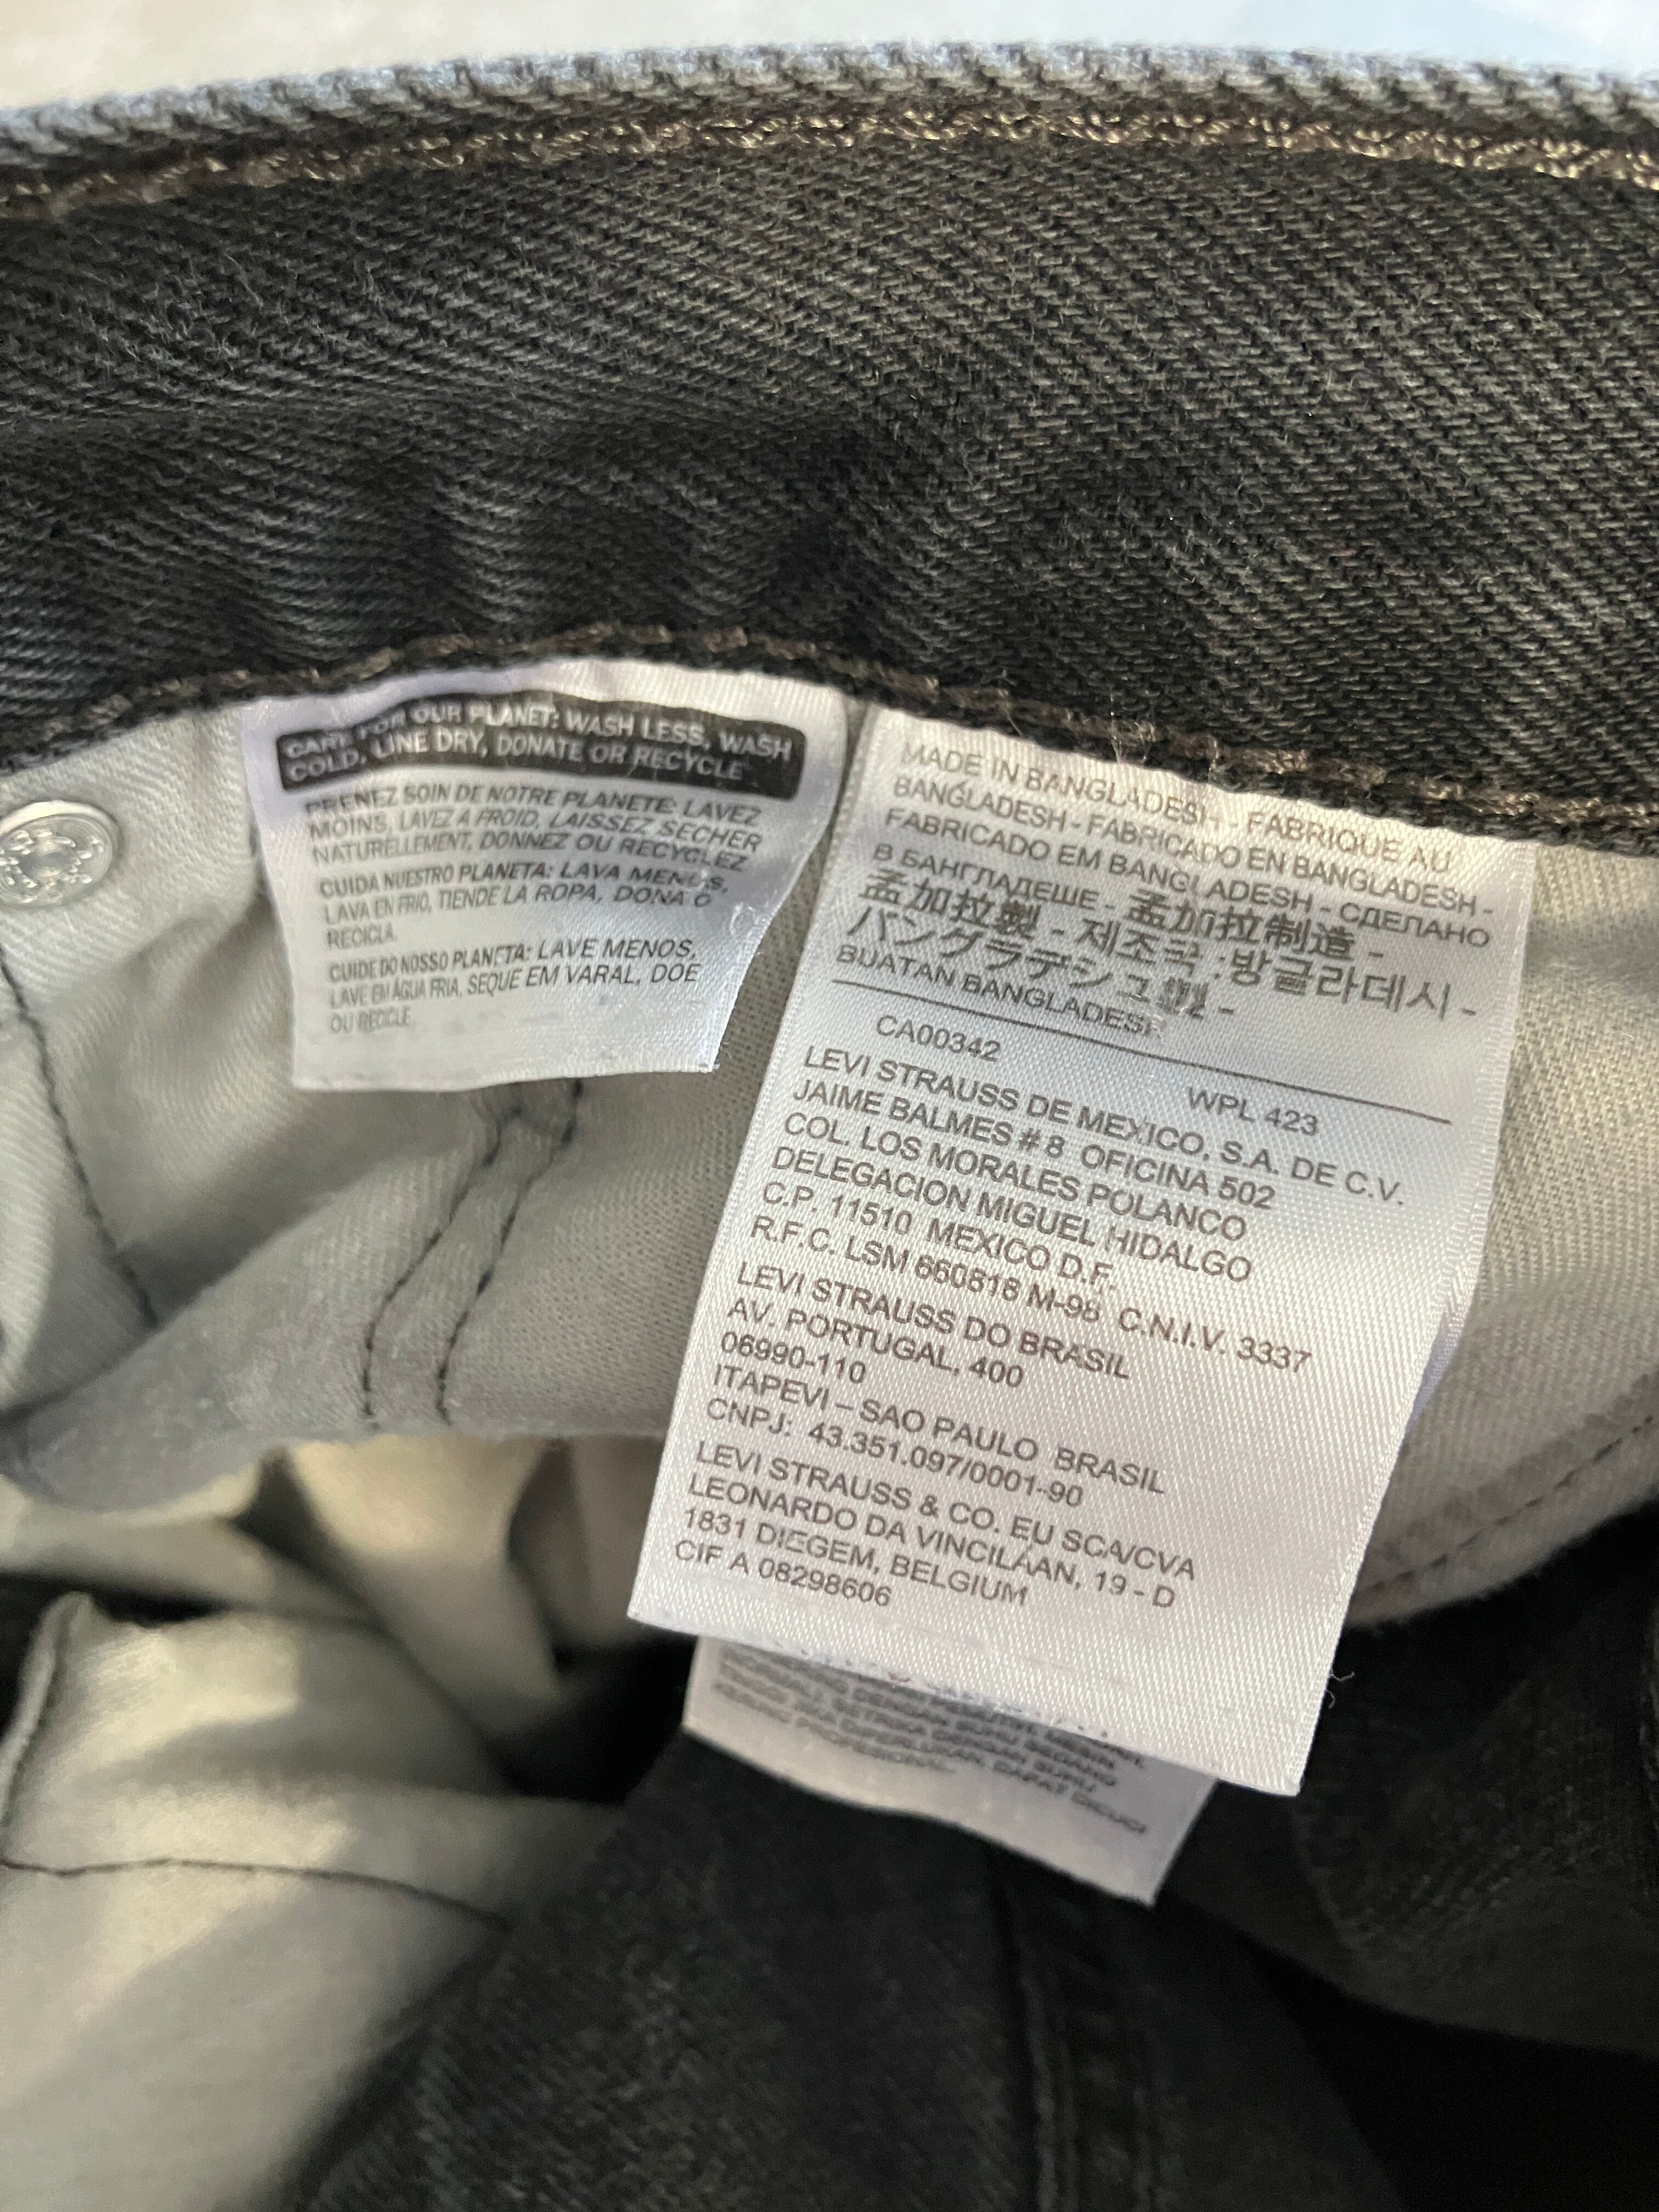 CARE FOR OUR PLANET: WASH LESS, WASH
COLD, LINE DRY, DONATE OR RECYCLE
PRENEZ SOIN DE NOTRE PLANETE: LAVEZ
MOINS, LAVEZ A FROID, LAISSEZ SECHER
NATURELLEMENT, DONNEZ OU RECYCLEZ
CUIDA NUESTRO PLANETA: LAVA MENOS,
LAVA EN FRIO, TIENDE LA ROPA, DONA O
RECICLA.
CUIDE DO NOSSO PLANETA: LAVE MENOS,
LAVE EM ÁGUA FRIA, SEQUE EM VARAL, DOE
OU RECICLE
MADE IN BANGLADESH - FABRIQUE AU
BANGLADESH - FABRICADO EN BANGLADESH -
FABRICADO EM BANGLADESH - СДЕЛАНО
В БАНГЛАДЕШЕ - 孟加拉制造 -
孟加拉製 - 제조국 : 방글라데시 -
バングラデシュ製 -
BUATAN BANGLADESH
CA00342 WPL 423
LEVI STRAUSS DE MEXICO, S.A. DE C.V.
JAIME BALMES # 8 OFICINA 502
COL. LOS MORALES POLANCO
DELEGACION MIGUEL HIDALGO
C.P. 11510 MEXICO D.F.
R.F.C. LSM 660818 M-98 C.N.I.V. 3337
LEVI STRAUSS DO BRASIL
AV. PORTUGAL, 400
06990-110
ITAPEVI – SAO PAULO BRASIL
CNPJ: 43.351.097/0001-90
LEVI STRAUSS & CO. EU SCA/CVA
LEONARDO DA VINCILAAN, 19 - D
1831 DIEGEM, BELGIUM
CIF A 08298606
DENGAN SUHU
DAPAT DICUCI